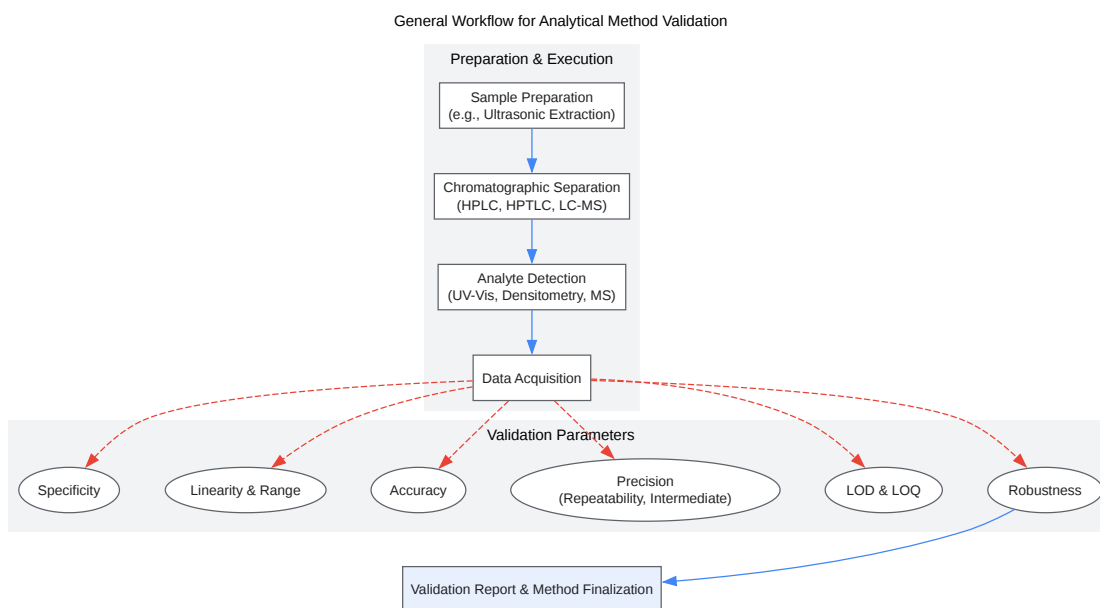 General Workflow for Analytical Method Validation
Preparation & Execution
Sample Preparation
(e.g., Ultrasonic Extraction)
Chromatographic Separation
(HPLC, HPTLC, LC-MS)
Analyte Detection
(UV-Vis, Densitometry, MS)
Data Acquisition
Validation Parameters
Specificity
Linearity & Range
Accuracy
Precision
(Repeatability, Intermediate)
LOD & LOQ
Robustness
Validation Report & Method Finalization